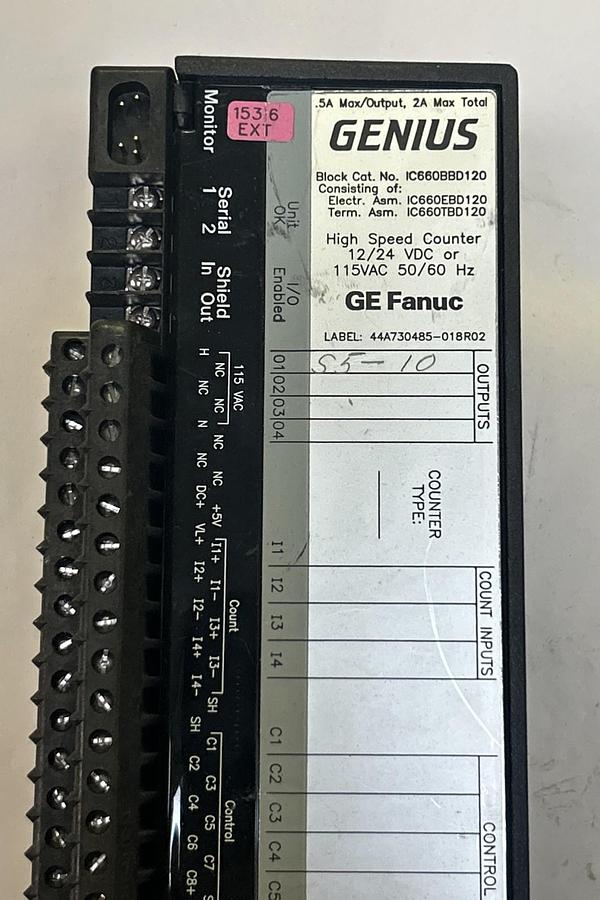 .5A Max/Output, 2A Max Total
GENIUS
Block Cat. No. IC660BBD120
Consisting of:
Electr. Asm. IC660EBD120
Term. Asm. IC660TBD120
High Speed Counter
12/24 VDC or
115VAC 50/60 Hz
GE Fanuc
LABEL: 44A730485-018R02
1536
EXT
Monitor
Serial
1 2
Shield
In Out
Unit
OK
I/O
Enabled
115 VAC
H NC NC NC N NC NC NC DC+ +5V VL+
Count
I1+ I2+ I1- I2- I3+ I4+ I3- I4- SH SH
Control
C1 C2 C3 C4 C5 C6 C7 C8+
01 02 03 04
S5-10
OUTPUTS
COUNTER
TYPE:
I1
I2
I3
I4
COUNT INPUTS
C1
C2
C3
C4
C5
CONTROL